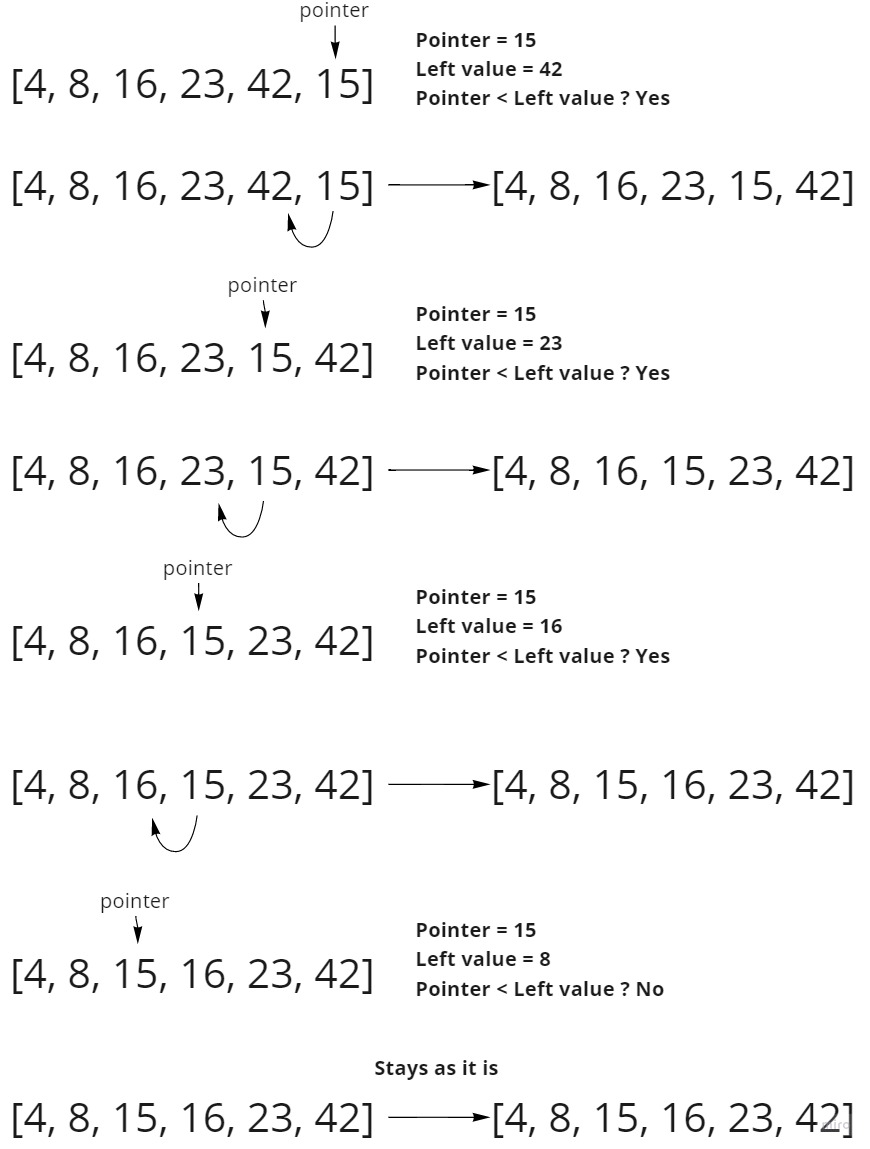 pointer
[4, 8, 16, 23, 42, 15]
Pointer = 15
Left value = 42
Pointer < Left value ? Yes
[4, 8, 16, 23, 42, 15]
[4, 8, 16, 23, 15, 42]
pointer
[4, 8, 16, 23, 15, 42]
Pointer = 15
Left value = 23
Pointer < Left value ? Yes
[4, 8, 16, 23, 15, 42]
[4, 8, 16, 15, 23, 42]
pointer
[4, 8, 16, 15, 23, 42]
Pointer = 15
Left value = 16
Pointer < Left value ? Yes
[4, 8, 16, 15, 23, 42]
[4, 8, 15, 16, 23, 42]
pointer
[4, 8, 15, 16, 23, 42]
Pointer = 15
Left value = 8
Pointer < Left value ? No
Stays as it is
[4, 8, 15, 16, 23, 42]
[4, 8, 15, 16, 23, 42]